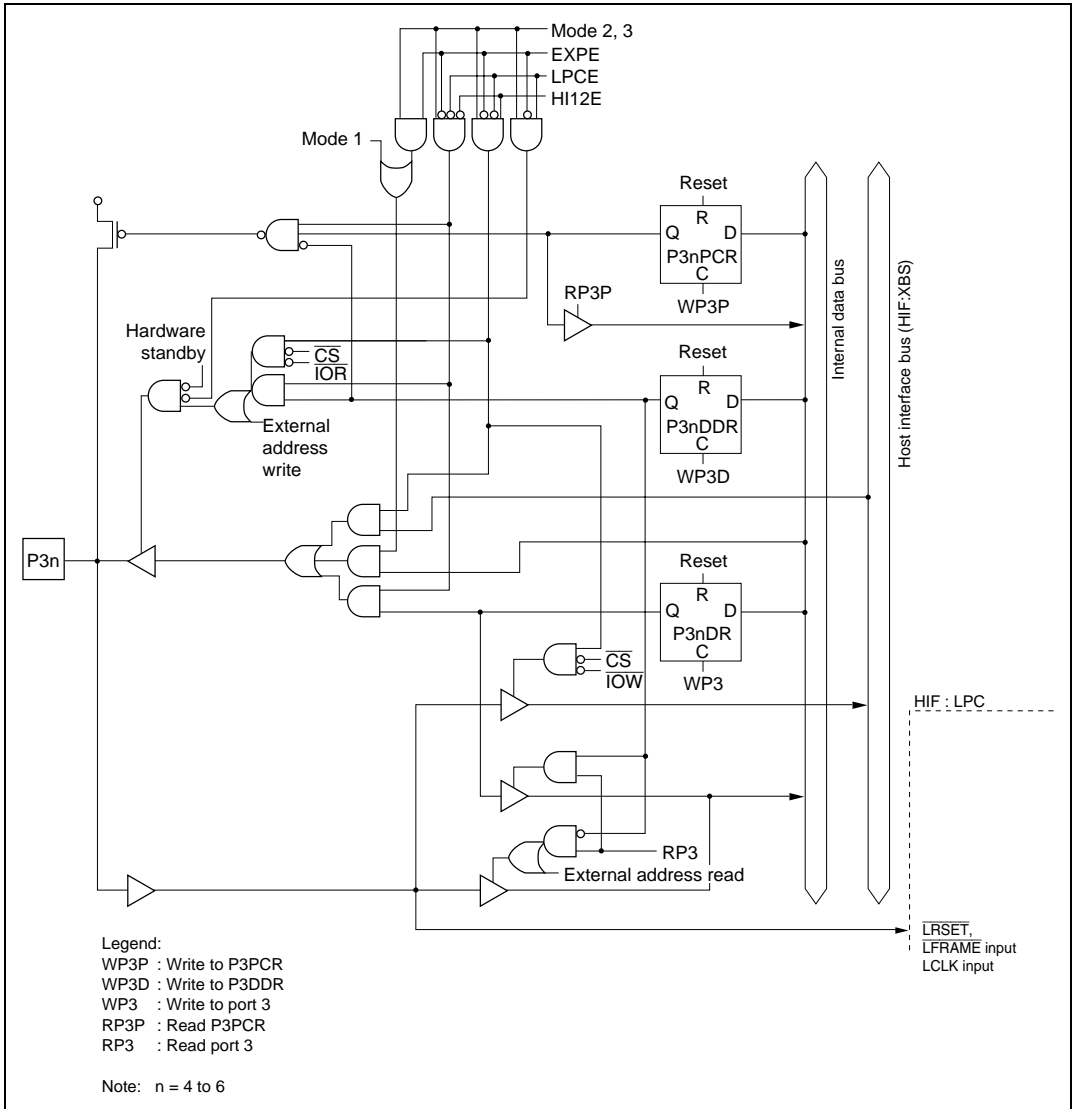 Mode 2, 3
EXPE
LPCE
HI12E
Mode 1
Reset
R
Q D
P3nPCR
C
WP3P
RP3P
Hardware
standby
CS
IOR
External
address
write
Reset
R
Q D
P3nDDR
C
WP3D
Internal data bus
Host interface bus (HIF:XBS)
P3n
Reset
R
Q D
P3nDR
C
WP3
CS
IOW
HIF : LPC
RP3
External address read
LRSET,
LFRAME input
LCLK input
Legend:
WP3P : Write to P3PCR
WP3D : Write to P3DDR
WP3 : Write to port 3
RP3P : Read P3PCR
RP3 : Read port 3
Note: n = 4 to 6